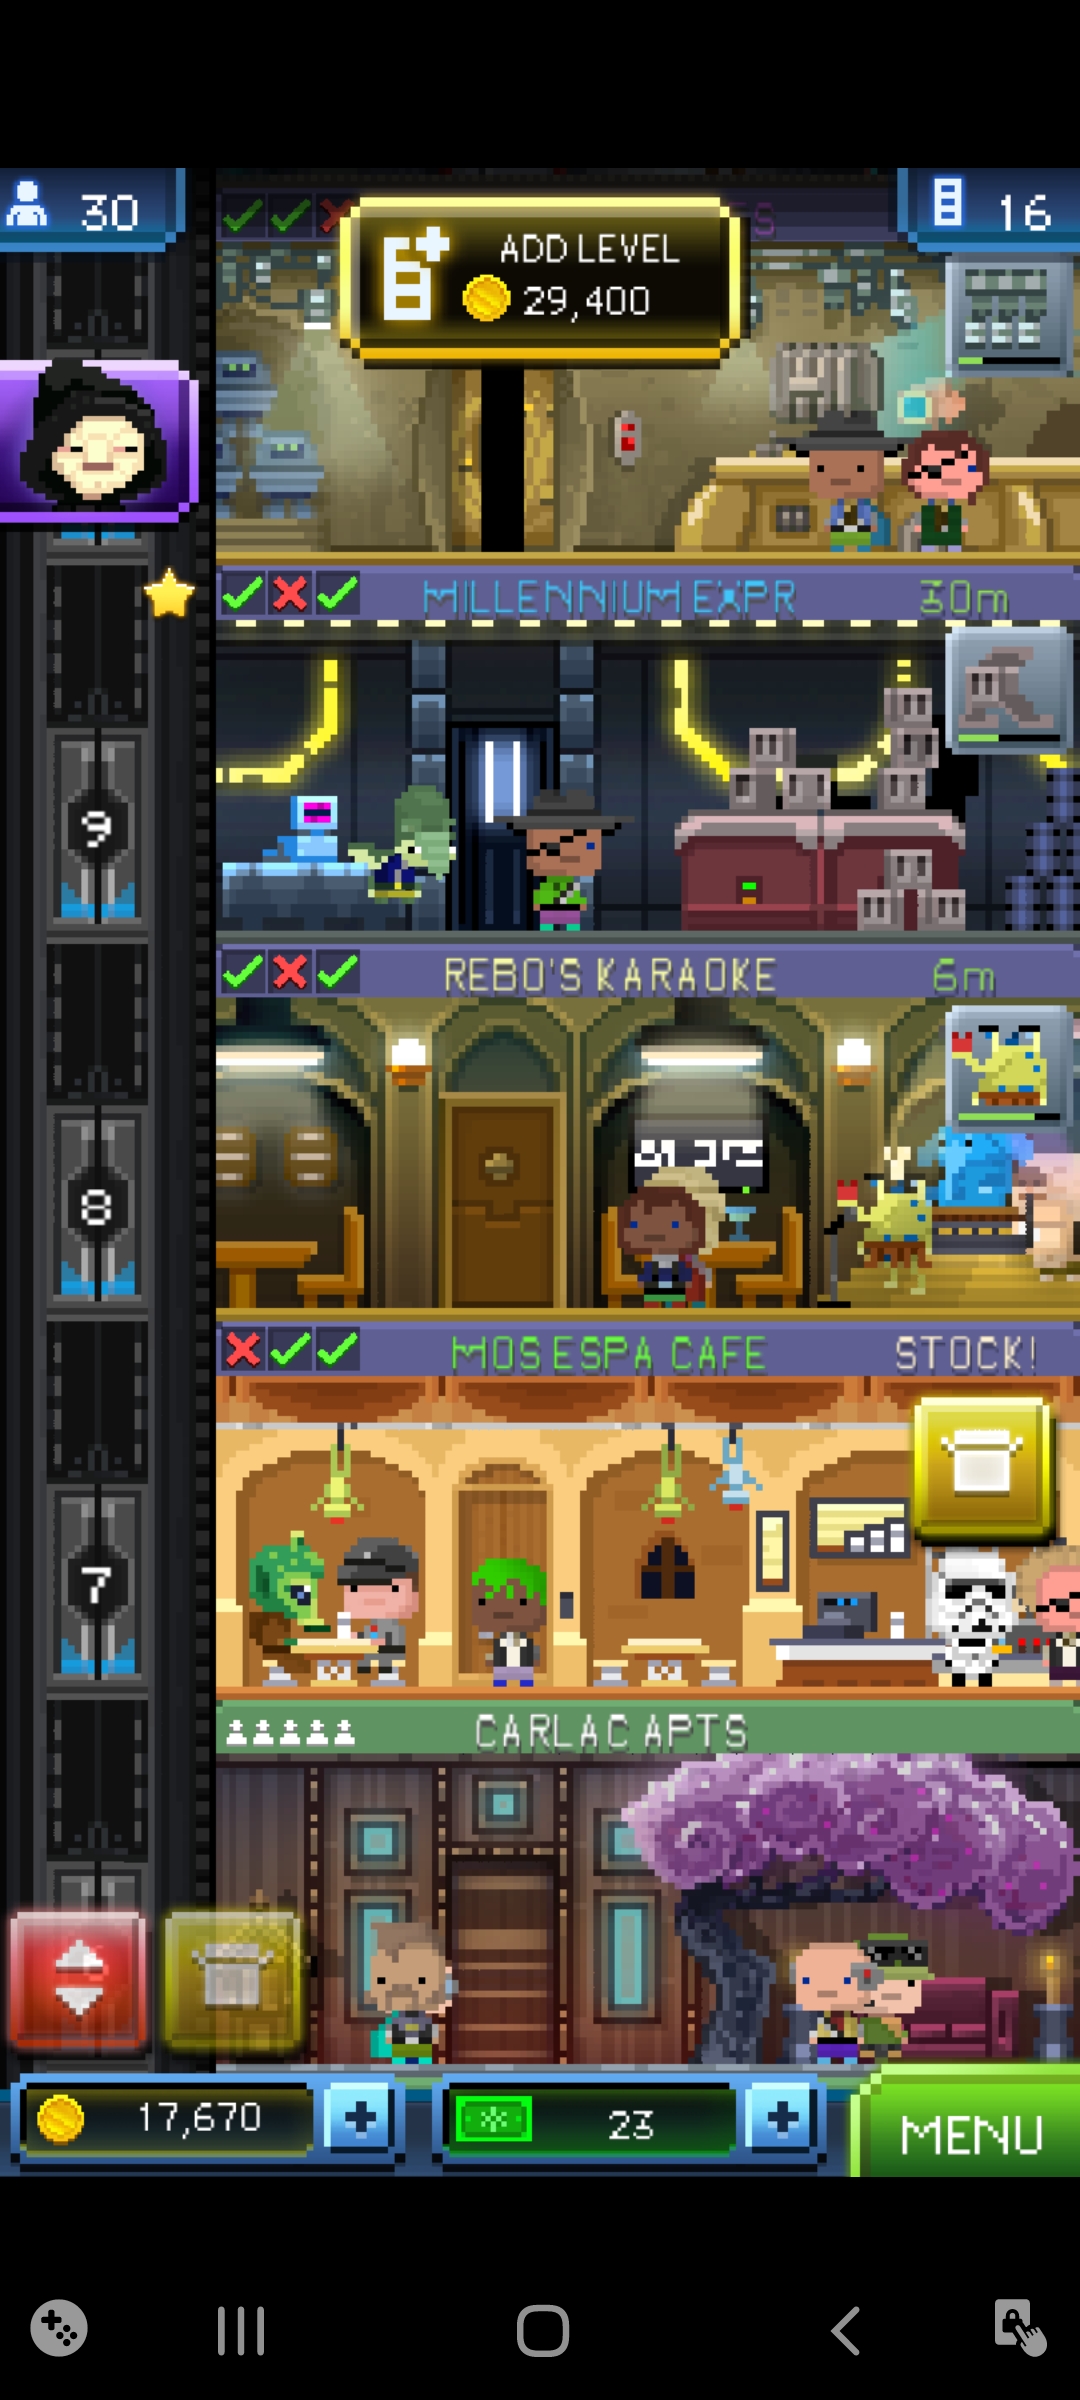 30
16
ADD LEVEL
29,400
MILLENNIUM EXPR 30m
9
REBO'S KARAOKE 6m
8
MOS ESPA CAFE STOCK!
7
CARLAC APTS
17,670
23
MENU